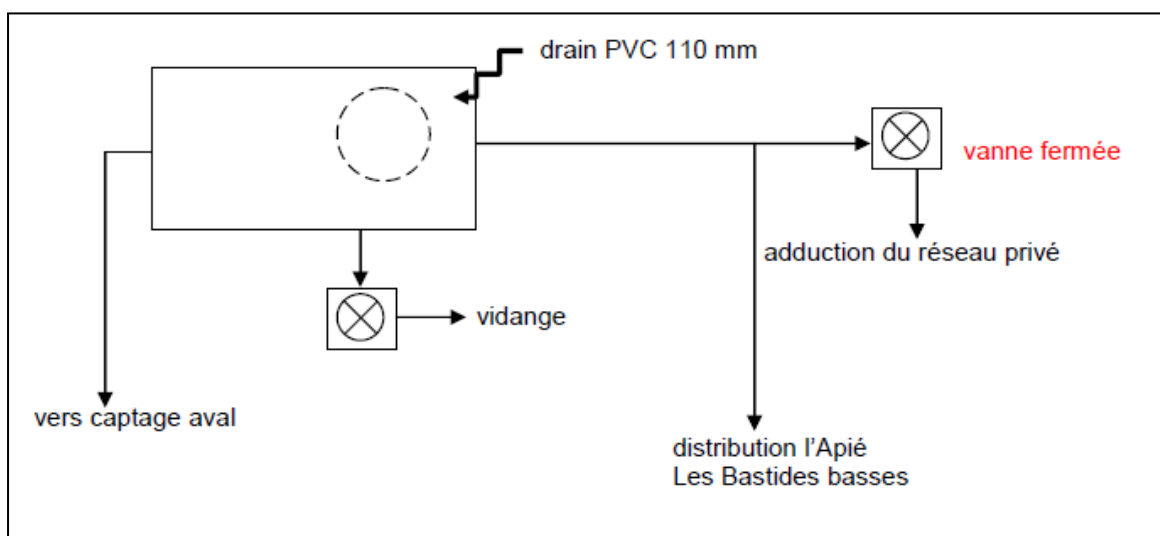 drain PVC 110 mm
vanne fermée
adduction du réseau privé
vidange
vers captage aval
distribution l’Apié
Les Bastides basses